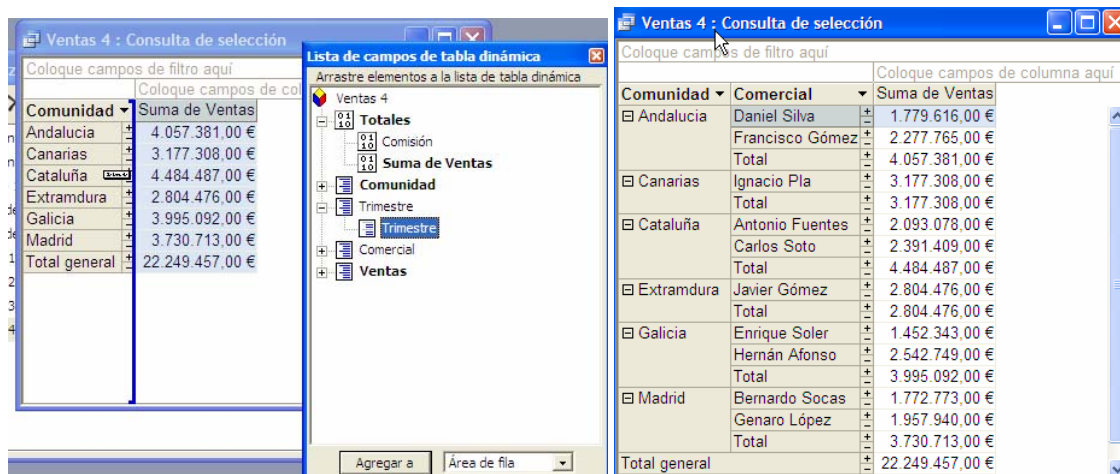 Ventas 4 : Consulta de selección
Coloque campos de filtro aquí
Coloque campos de col
Comunidad Suma de Ventas
Andalucia 4.057.381,00 €
Canarias 3.177.308,00 €
Cataluña 4.484.487,00 €
Extramdura 2.804.476,00 €
Galicia 3.995.092,00 €
Madrid 3.730.713,00 €
Total general 22.249.457,00 €
Lista de campos de tabla dinámica
Arrastre elementos a la lista de tabla dinámica
Ventas 4
Totales
Comisión
Suma de Ventas
Comunidad
Trimestre
Trimestre
Comercial
Ventas
Agregar a Área de fila
Ventas 4 : Consulta de selección
Coloque campos de filtro aquí
Coloque campos de columna aquí
Comunidad Comercial Suma de Ventas
Andalucia Daniel Silva 1.779.616,00 €
Francisco Gómez 2.277.765,00 €
Total 4.057.381,00 €
Canarias Ignacio Pla 3.177.308,00 €
Total 3.177.308,00 €
Cataluña Antonio Fuentes 2.093.078,00 €
Carlos Soto 2.391.409,00 €
Total 4.484.487,00 €
Extramdura Javier Gómez 2.804.476,00 €
Total 2.804.476,00 €
Galicia Enrique Soler 1.452.343,00 €
Hernán Afonso 2.542.749,00 €
Total 3.995.092,00 €
Madrid Bernardo Socas 1.772.773,00 €
Genaro López 1.957.940,00 €
Total 3.730.713,00 €
Total general 22.249.457,00 €